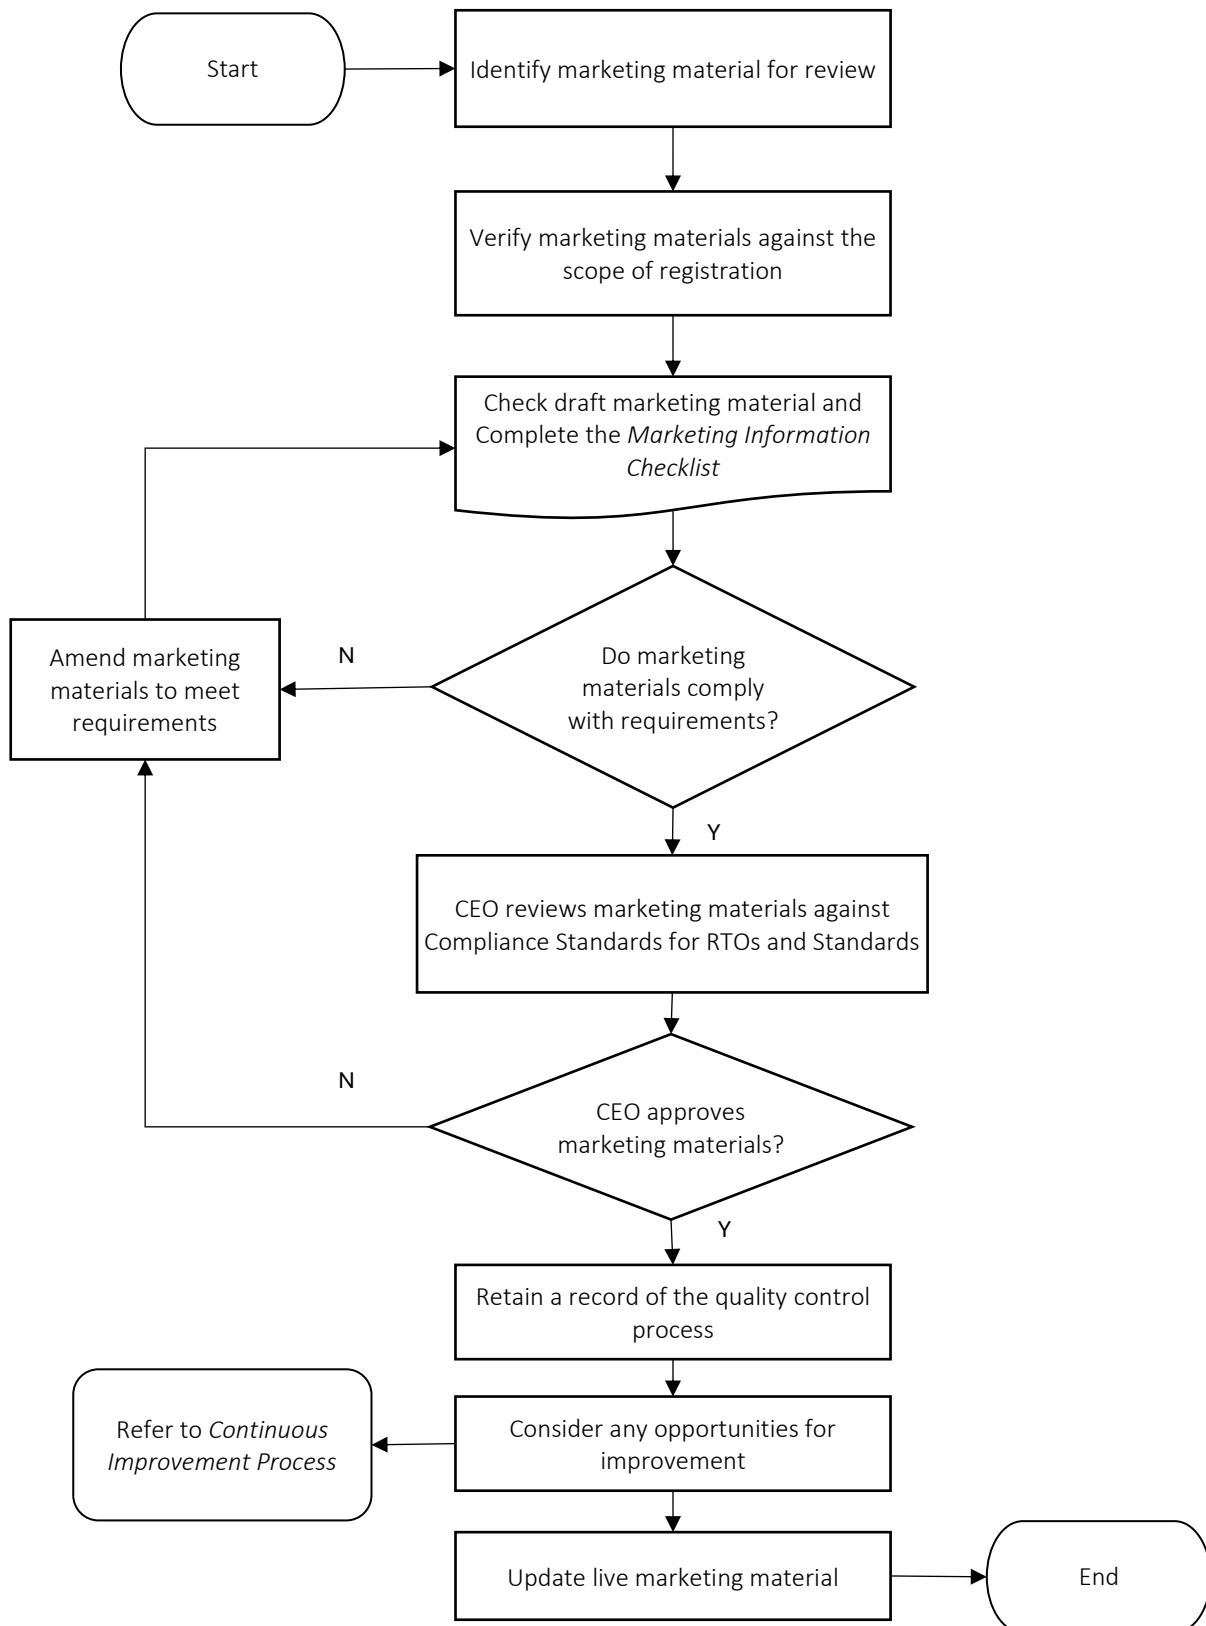 Start
Identify marketing material for review
Verify marketing materials against the
scope of registration
Check draft marketing material and
Complete the Marketing Information
Checklist
Amend marketing
materials to meet
requirements
N
Do marketing
materials comply
with requirements?
Y
CEO reviews marketing materials against
Compliance Standards for RTOs and Standards
N
CEO approves
marketing materials?
Y
Retain a record of the quality control
process
Refer to Continuous
Improvement Process
Consider any opportunities for
improvement
Update live marketing material
End